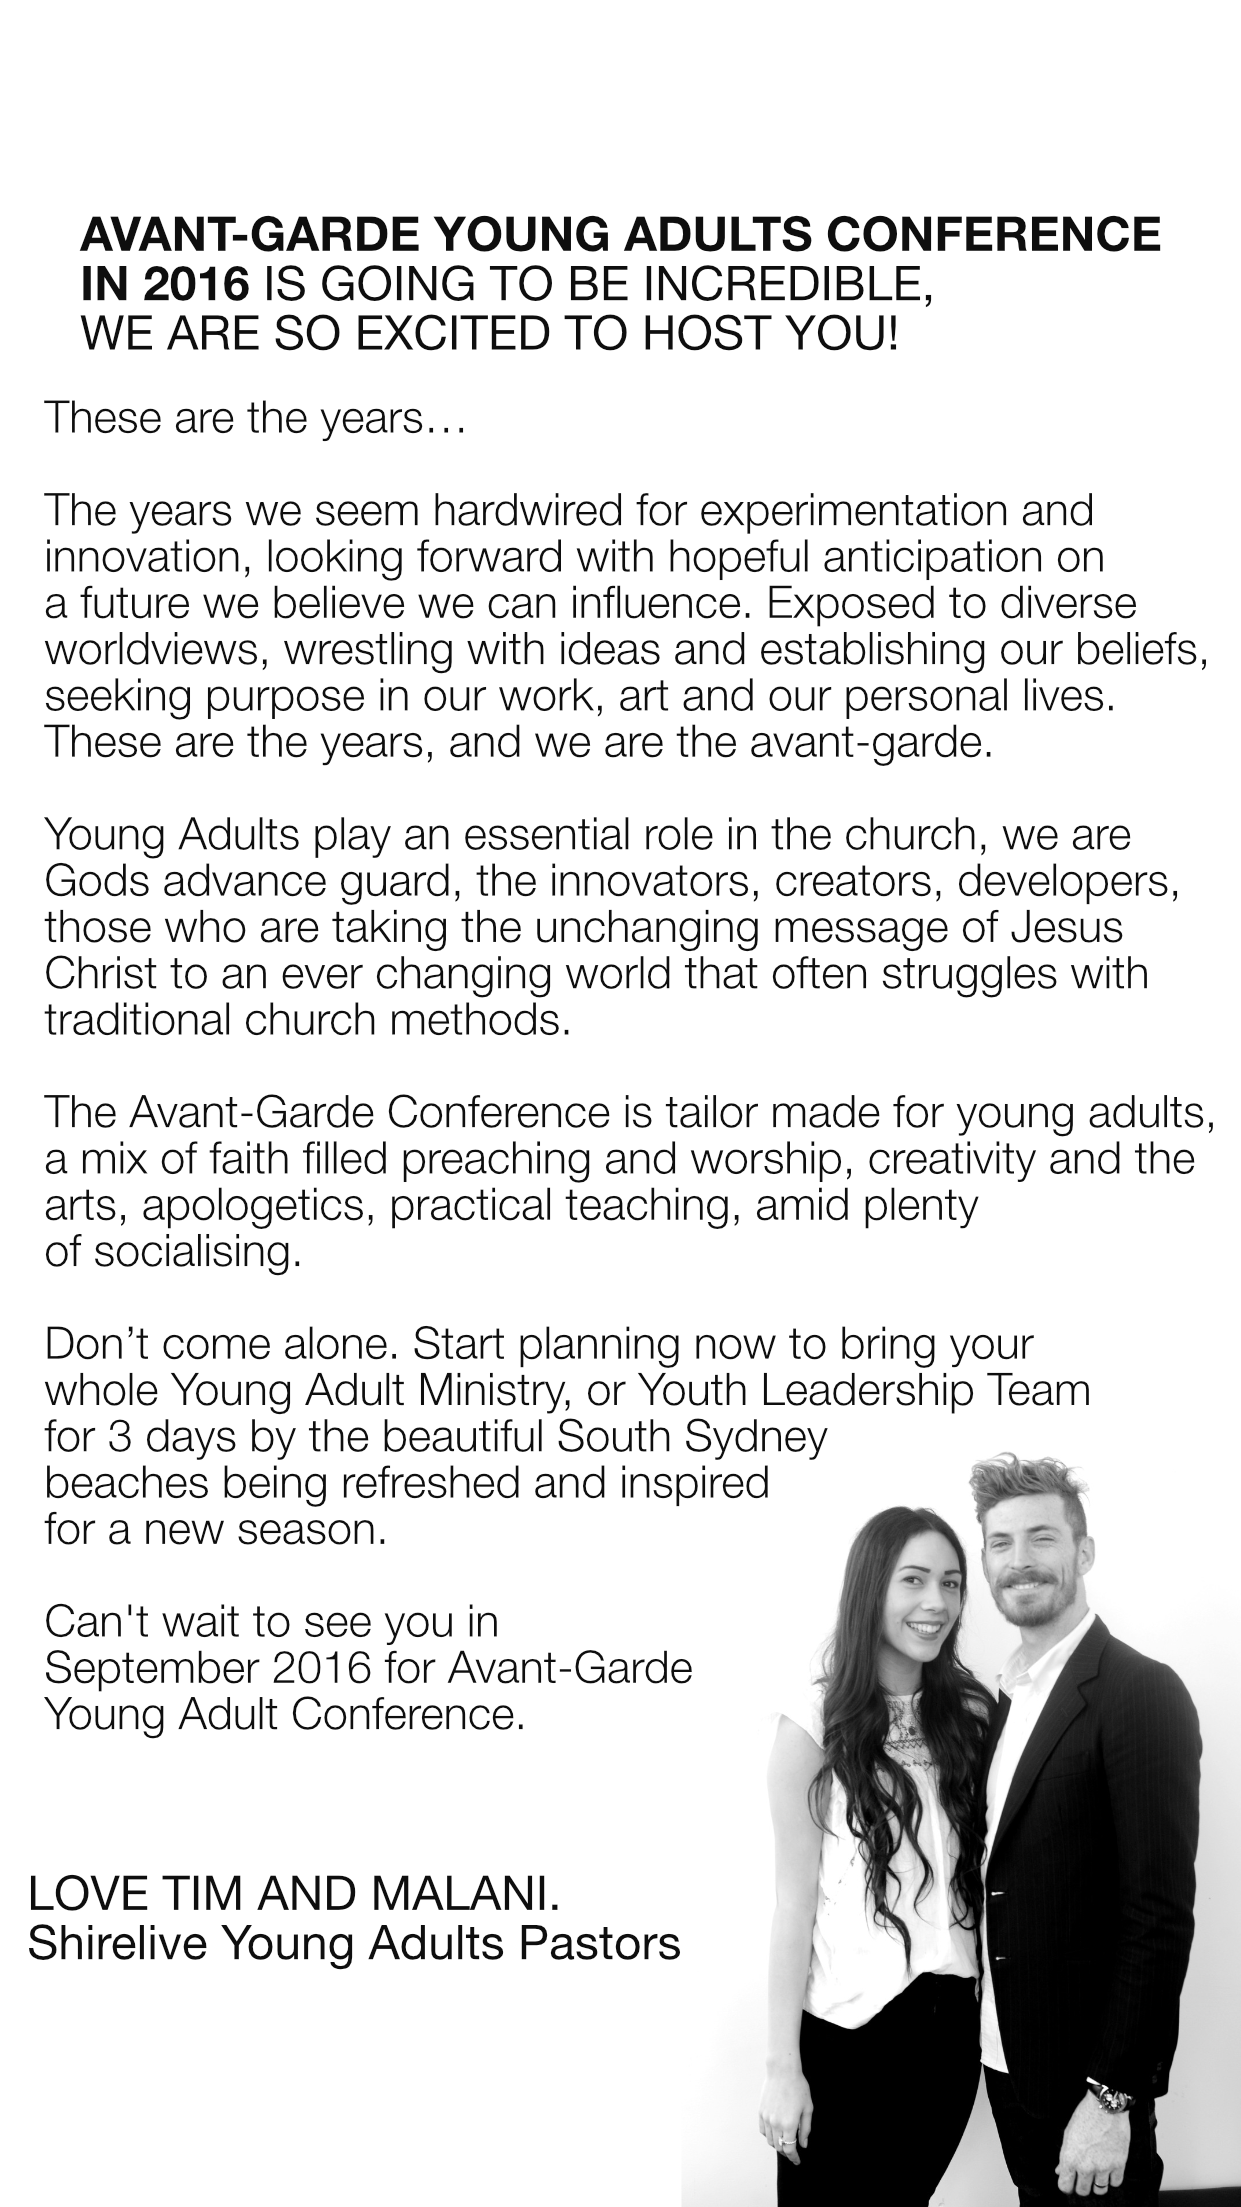 AVANT-GARDE YOUNG ADULTS CONFERENCE
IN 2016 IS GOING TO BE INCREDIBLE,
WE ARE SO EXCITED TO HOST YOU!
These are the years…
The years we seem hardwired for experimentation and
innovation, looking forward with hopeful anticipation on
a future we believe we can influence. Exposed to diverse
worldviews, wrestling with ideas and establishing our beliefs,
seeking purpose in our work, art and our personal lives.
These are the years, and we are the avant-garde.
Young Adults play an essential role in the church, we are
Gods advance guard, the innovators, creators, developers,
those who are taking the unchanging message of Jesus
Christ to an ever changing world that often struggles with
traditional church methods.
The Avant-Garde Conference is tailor made for young adults,
a mix of faith filled preaching and worship, creativity and the
arts, apologetics, practical teaching, amid plenty
of socialising.
Don’t come alone. Start planning now to bring your
whole Young Adult Ministry, or Youth Leadership Team
for 3 days by the beautiful South Sydney
beaches being refreshed and inspired
for a new season.
Can't wait to see you in
September 2016 for Avant-Garde
Young Adult Conference.
LOVE TIM AND MALANI.
Shirelive Young Adults Pastors